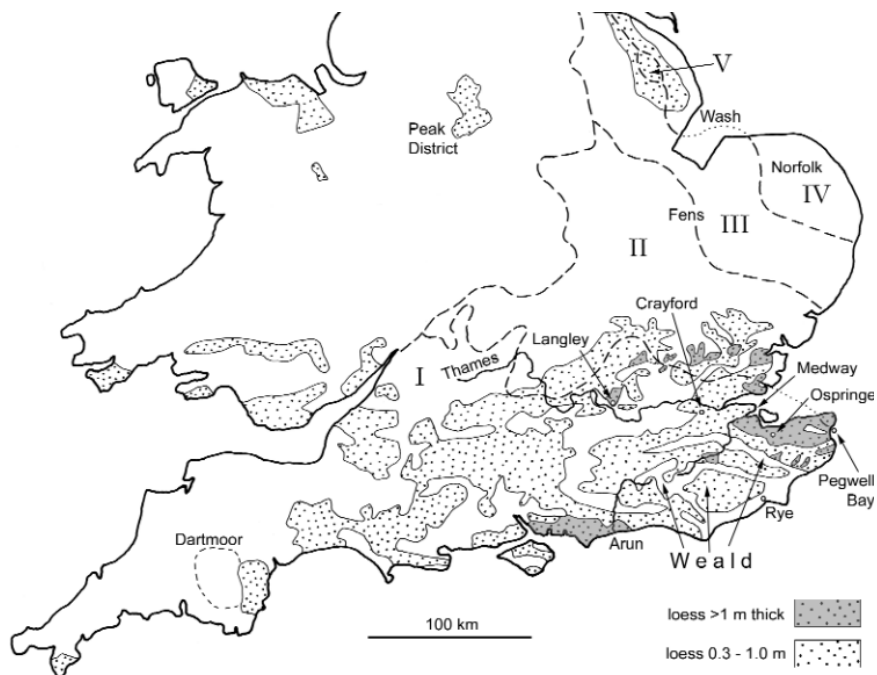 V
Wash
Peak
District
Norfolk
IV
Fens
III
II
Crayford
Langley
I
Thames
Medway
Ospringe
Pegwell
Bay
Rye
Dartmoor
Arun
Weald
loess >1 m thick
100 km
loess 0.3 - 1.0 m